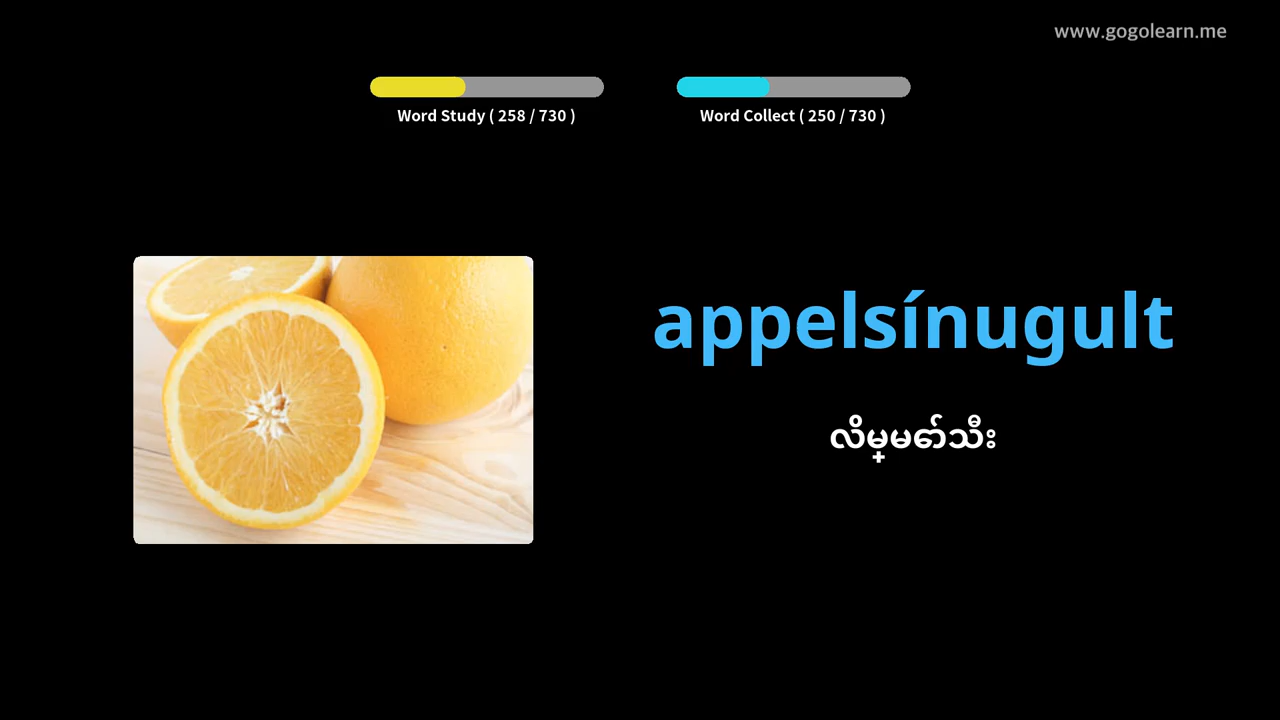 www.gogolearn.me
Word Study ( 258 / 730 )
Word Collect ( 250 / 730 )
appelsínugult
လိမ္မော်သီး